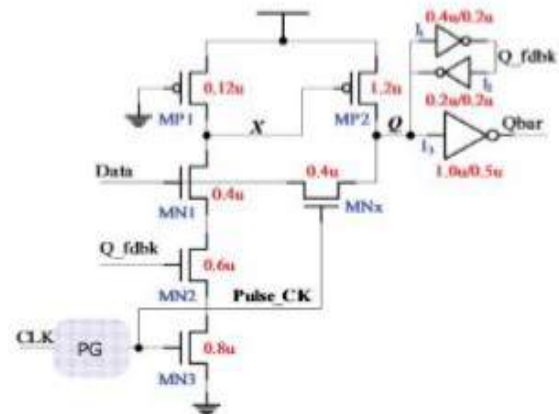 0.4u/0.2u
I₁
Q_fdbk
I₂
0.2u/0.2u
0.12u
MP1
X
1.2u
MP2
Q
Qbar
I₃
1.0u/0.5u
Data
0.4u
MN1
0.4u
MNx
Q_fdbk
0.6u
MN2
Pulse_CK
CLK
PG
0.8u
MN3